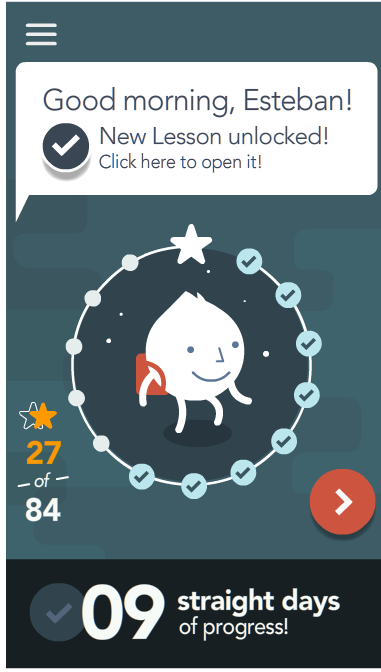 Good morning, Esteban!
New Lesson unlocked!
Click here to open it!
27
of
84
09 straight days
of progress!